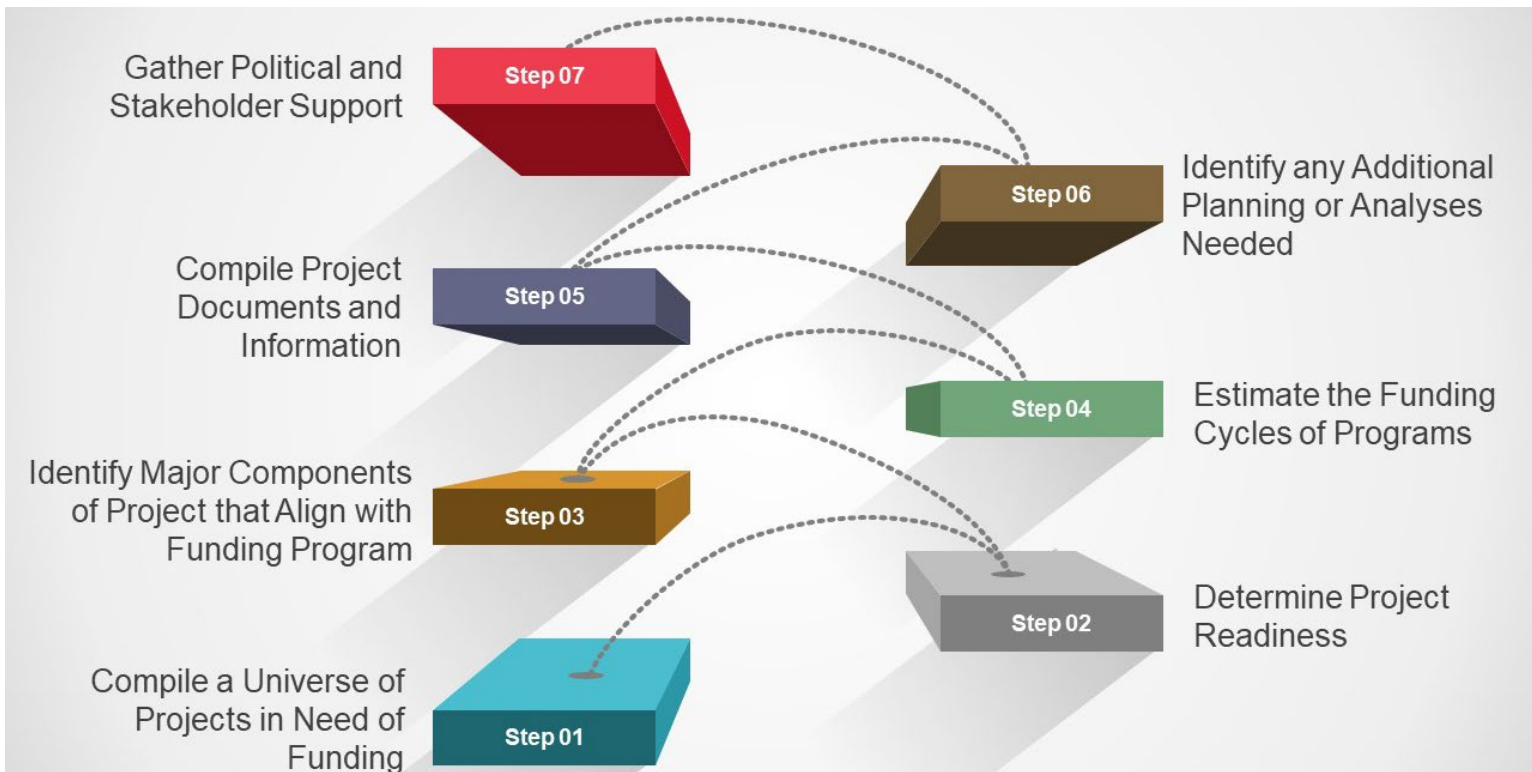 Gather Political and
Stakeholder Support
Step 07
Step 06
Identify any Additional
Planning or Analyses
Needed
Compile Project
Documents and
Information
Step 05
Step 04
Estimate the Funding
Cycles of Programs
Identify Major Components
of Project that Align with
Funding Program
Step 03
Step 02
Determine Project
Readiness
Compile a Universe of
Projects in Need of
Funding
Step 01